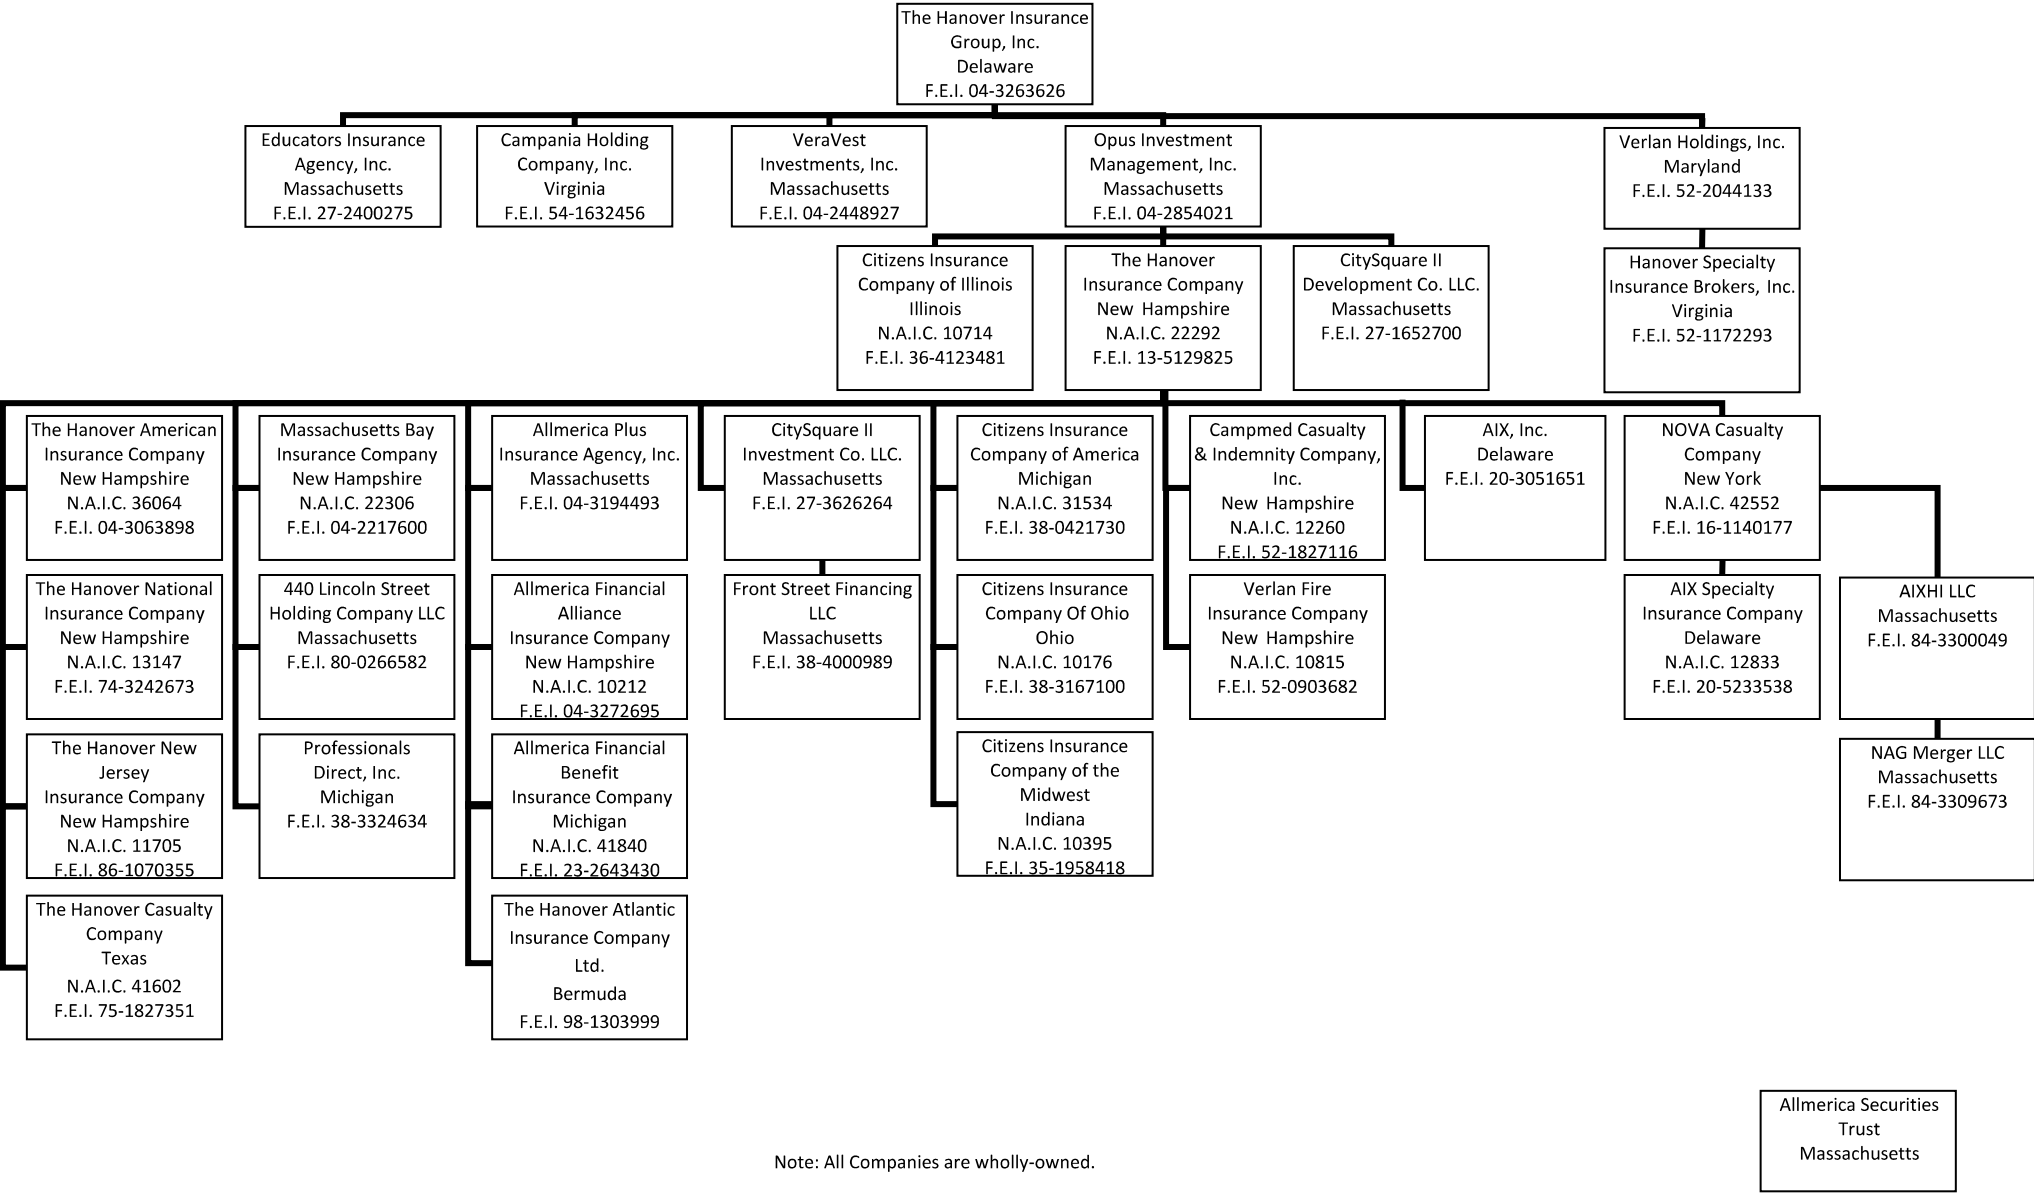 The Hanover Insurance
Group, Inc.
Delaware
F.E.I. 04-3263626
Educators Insurance
Agency, Inc.
Massachusetts
F.E.I. 27-2400275
Campania Holding
Company, Inc.
Virginia
F.E.I. 54-1632456
VeraVest
Investments, Inc.
Massachusetts
F.E.I. 04-2448927
Opus Investment
Management, Inc.
Massachusetts
F.E.I. 04-2854021
Verlan Holdings, Inc.
Maryland
F.E.I. 52-2044133
Citizens Insurance
Company of Illinois
Illinois
N.A.I.C. 10714
F.E.I. 36-4123481
The Hanover
Insurance Company
New Hampshire
N.A.I.C. 22292
F.E.I. 13-5129825
CitySquare II
Development Co. LLC.
Massachusetts
F.E.I. 27-1652700
Hanover Specialty
Insurance Brokers, Inc.
Virginia
F.E.I. 52-1172293
The Hanover American
Insurance Company
New Hampshire
N.A.I.C. 36064
F.E.I. 04-3063898
Massachusetts Bay
Insurance Company
New Hampshire
N.A.I.C. 22306
F.E.I. 04-2217600
Allmerica Plus
Insurance Agency, Inc.
Massachusetts
F.E.I. 04-3194493
CitySquare II
Investment Co. LLC.
Massachusetts
F.E.I. 27-3626264
Citizens Insurance
Company of America
Michigan
N.A.I.C. 31534
F.E.I. 38-0421730
Campmed Casualty
& Indemnity Company,
Inc.
New Hampshire
N.A.I.C. 12260
F.E.I. 52-1827116
AIX, Inc.
Delaware
F.E.I. 20-3051651
NOVA Casualty
Company
New York
N.A.I.C. 42552
F.E.I. 16-1140177
The Hanover National
Insurance Company
New Hampshire
N.A.I.C. 13147
F.E.I. 74-3242673
440 Lincoln Street
Holding Company LLC
Massachusetts
F.E.I. 80-0266582
Allmerica Financial
Alliance
Insurance Company
New Hampshire
N.A.I.C. 10212
F.E.I. 04-3272695
Front Street Financing
LLC
Massachusetts
F.E.I. 38-4000989
Citizens Insurance
Company Of Ohio
Ohio
N.A.I.C. 10176
F.E.I. 38-3167100
Verlan Fire
Insurance Company
New Hampshire
N.A.I.C. 10815
F.E.I. 52-0903682
AIX Specialty
Insurance Company
Delaware
N.A.I.C. 12833
F.E.I. 20-5233538
AIXHI LLC
Massachusetts
F.E.I. 84-3300049
The Hanover New
Jersey
Insurance Company
New Hampshire
N.A.I.C. 11705
F.E.I. 86-1070355
Professionals
Direct, Inc.
Michigan
F.E.I. 38-3324634
Allmerica Financial
Benefit
Insurance Company
Michigan
N.A.I.C. 41840
F.E.I. 23-2643430
Citizens Insurance
Company of the
Midwest
Indiana
N.A.I.C. 10395
F.E.I. 35-1958418
NAG Merger LLC
Massachusetts
F.E.I. 84-3309673
The Hanover Casualty
Company
Texas
N.A.I.C. 41602
F.E.I. 75-1827351
The Hanover Atlantic
Insurance Company
Ltd.
Bermuda
F.E.I. 98-1303999
Allmerica Securities
Trust
Massachusetts
Note: All Companies are wholly-owned.